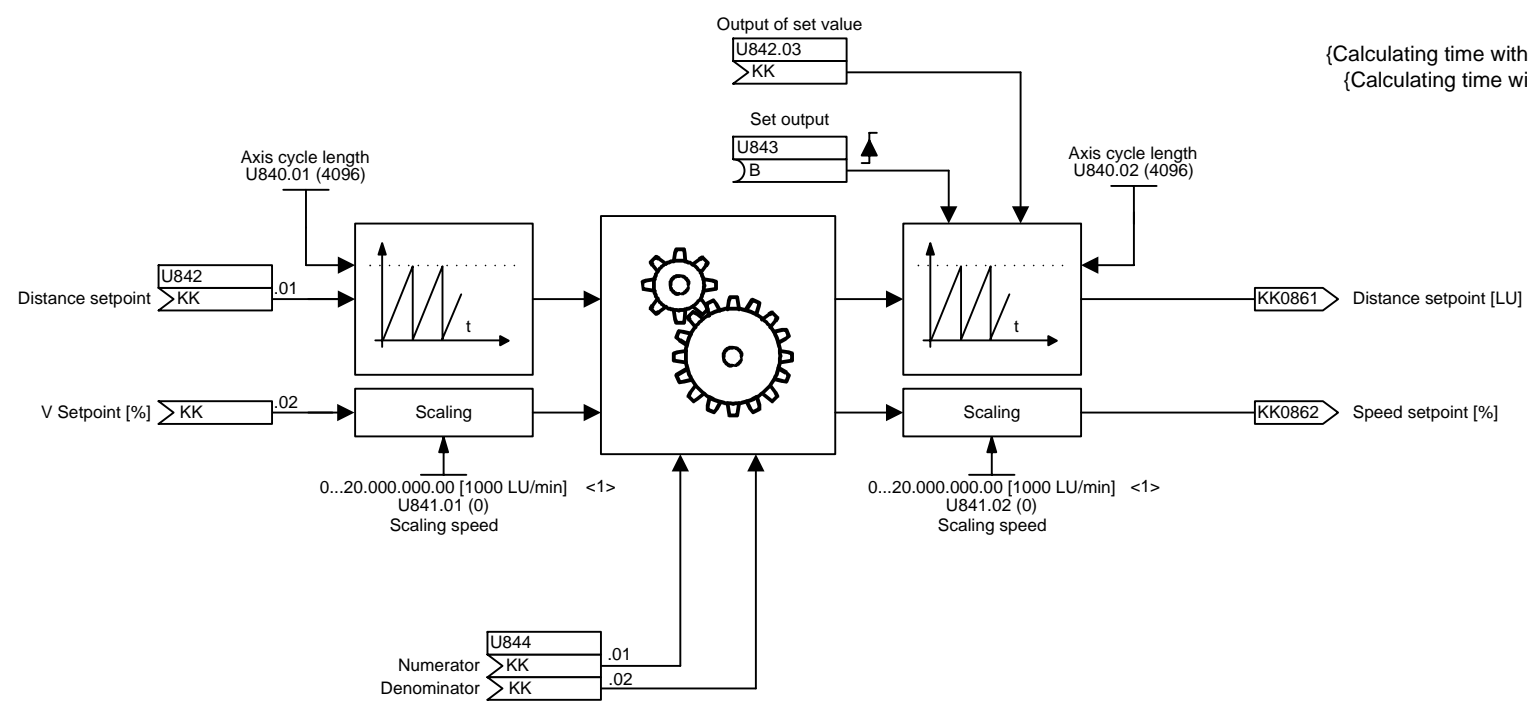 Output of set value
U842.03
KK
{Calculating time with
{Calculating time wi
Set output
U843
B
Axis cycle length
U840.01 (4096)
Axis cycle length
U840.02 (4096)
t
t
U842
Distance setpoint KK .01
KK0861 Distance setpoint [LU]
V Setpoint [%] KK .02
Scaling
Scaling
KK0862 Speed setpoint [%]
0...20.000.000.00 [1000 LU/min] <1>
U841.01 (0)
Scaling speed
0...20.000.000.00 [1000 LU/min] <1>
U841.02 (0)
Scaling speed
U844
Numerator KK .01
Denominator KK .02